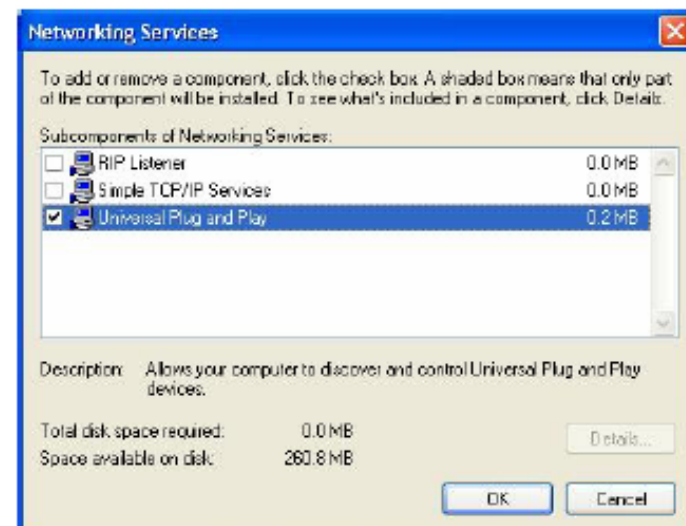 Networking Services
To add or remove a component, click the check box. A shaded box means that only part
of the component will be installed. To see what's included in a component, click Details.
Subcomponents of Networking Services:
RIP Listener 0.0 MB
Simple TCP/IP Services 0.0 MB
Universal Plug and Play 0.2 MB
Description: Allows your computer to discover and control Universal Plug and Play
devices.
Total disk space required: 0.0 MB
Details...
Space available on disk: 260.8 MB
OK Cancel